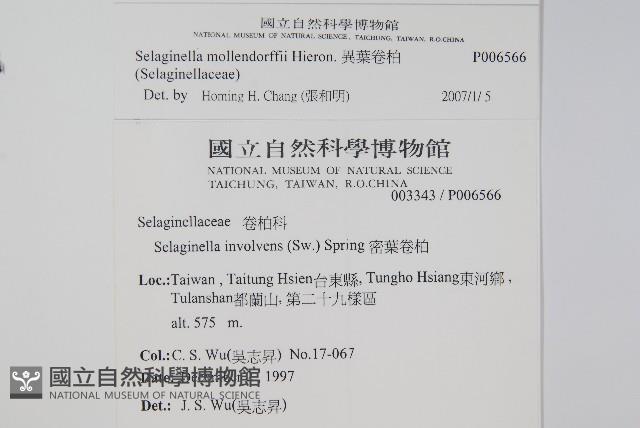 國立自然科學博物館
NATIONAL MUSEUM OF NATURAL SCIENCE, TAICHUNG, TAIWAN, R.O.CHINA
Selaginella mollendorffii Hieron. 異葉卷柏 P006566
(Selaginellaceae)
Det. by Homing H. Chang (張和明) 2007/1/5
國立自然科學博物館
NATIONAL MUSEUM OF NATURAL SCIENCE
TAICHUNG, TAIWAN, R.O.CHINA
003343 / P006566
Selaginellaceae 卷柏科
Selaginella involvens (Sw.) Spring 密葉卷柏
Loc.:Taiwan , Taitung Hsien台東縣, Tungho Hsiang東河鄉 ,
Tulanshan都蘭山, 第二十九樣區
alt. 575 m.
Col.: C. S. Wu(吳志昇) No.17-067
Date: 1997
Det.: J. S. Wu(吳志昇)
國立自然科學博物館
NATIONAL MUSEUM OF NATURAL SCIENCE